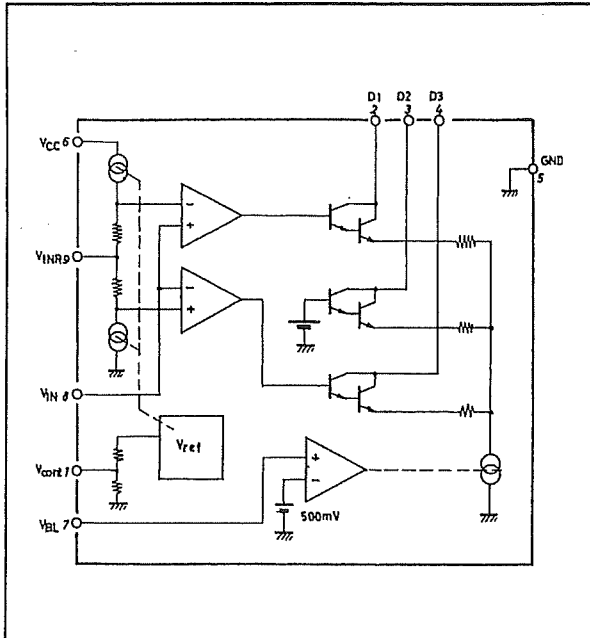 D1 D2 D3
2 3 4
VCC 6
GND
5
−
+
VINR 9
−
+
VIN 8
Vref
Vcont 1
+
−
500mV
VBL 7